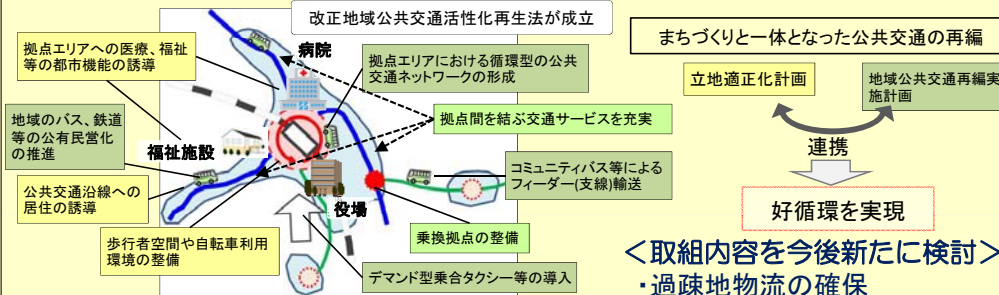 改正地域公共交通活性化再生法が成立
拠点エリアへの医療、福祉
等の都市機能の誘導
病院
拠点エリアにおける循環型の公共
交通ネットワークの形成
地域のバス、鉄道
等の公有民営化
の推進
福祉施設
拠点間を結ぶ交通サービスを充実
公共交通沿線への
居住の誘導
コミュニティバス等による
フィーダー(支線)輸送
役場
歩行者空間や自転車利用
環境の整備
乗換拠点の整備
デマンド型乗合タクシー等の導入
まちづくりと一体となった公共交通の再編
立地適正化計画
地域公共交通再編実
施計画
連携
好循環を実現
＜取組内容を今後新たに検討＞
・過疎地物流の確保